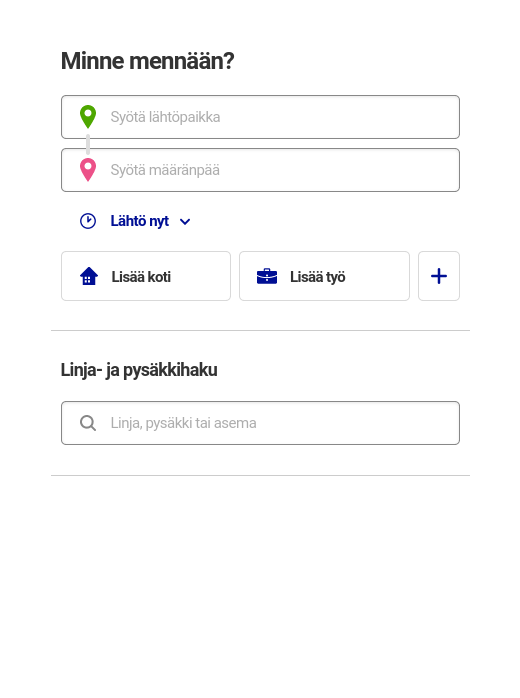 Minne mennään?
Syötä lähtöpaikka
Syötä määränpää
Lähtö nyt
Lisää koti
Lisää työ
Linja- ja pysäkkihaku
Linja, pysäkki tai asema